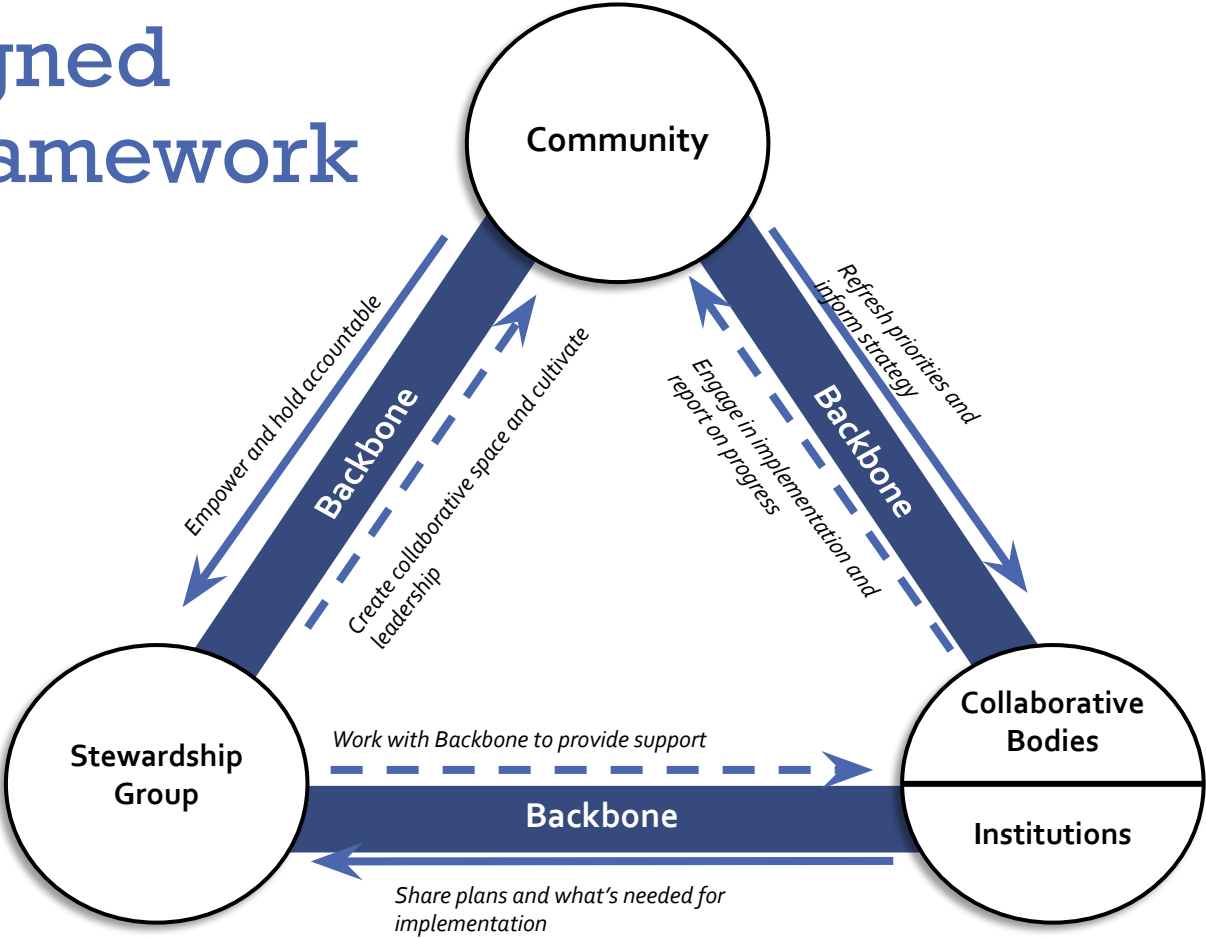 gned
amework
Community
Empower and hold accountable
Backbone
Create collaborative space and cultivate
leadership
Refresh priorities and
inform strategy
Backbone
Engage in implementation and
report on progress
Stewardship
Group
Work with Backbone to provide support
Backbone
Share plans and what's needed for
implementation
Collaborative
Bodies
Institutions